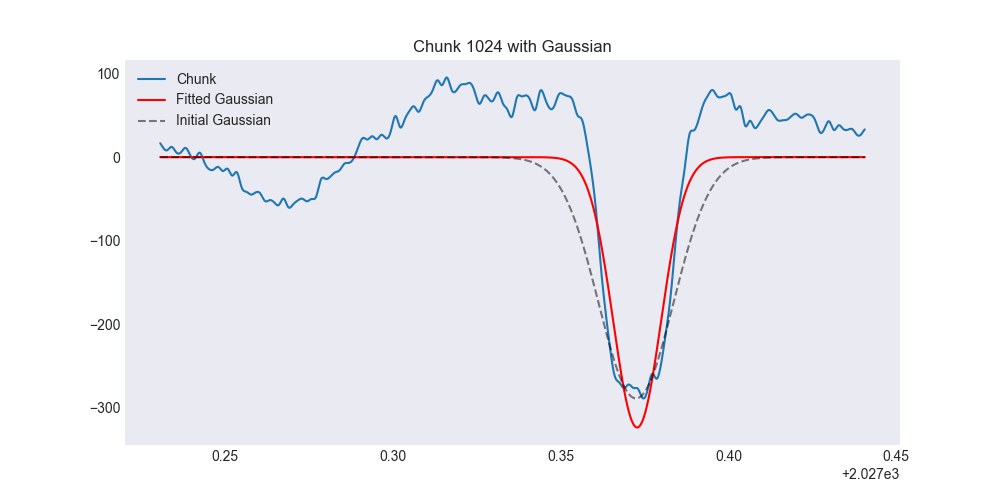 Chunk 1024 with Gaussian
Chunk
Fitted Gaussian
Initial Gaussian
100
0
−100
−200
−300
0.25 0.30 0.35 0.40 0.45
+2.027e3